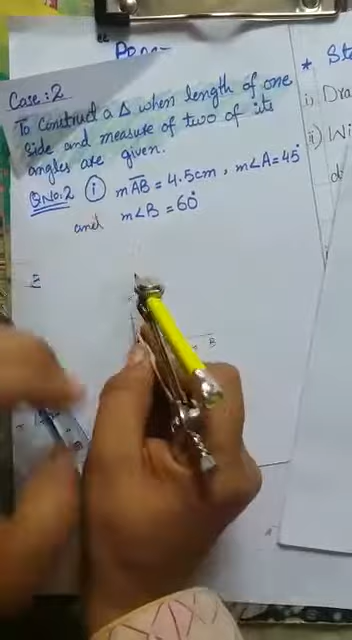 Case:2
To Construct a Δ when length of one
side and measure of two of its
angles are given.
QNo.2 (i) mAB = 4.5cm, m∠A=45°
and m∠B = 60°
* St
i) Dra
ii) Wi
B